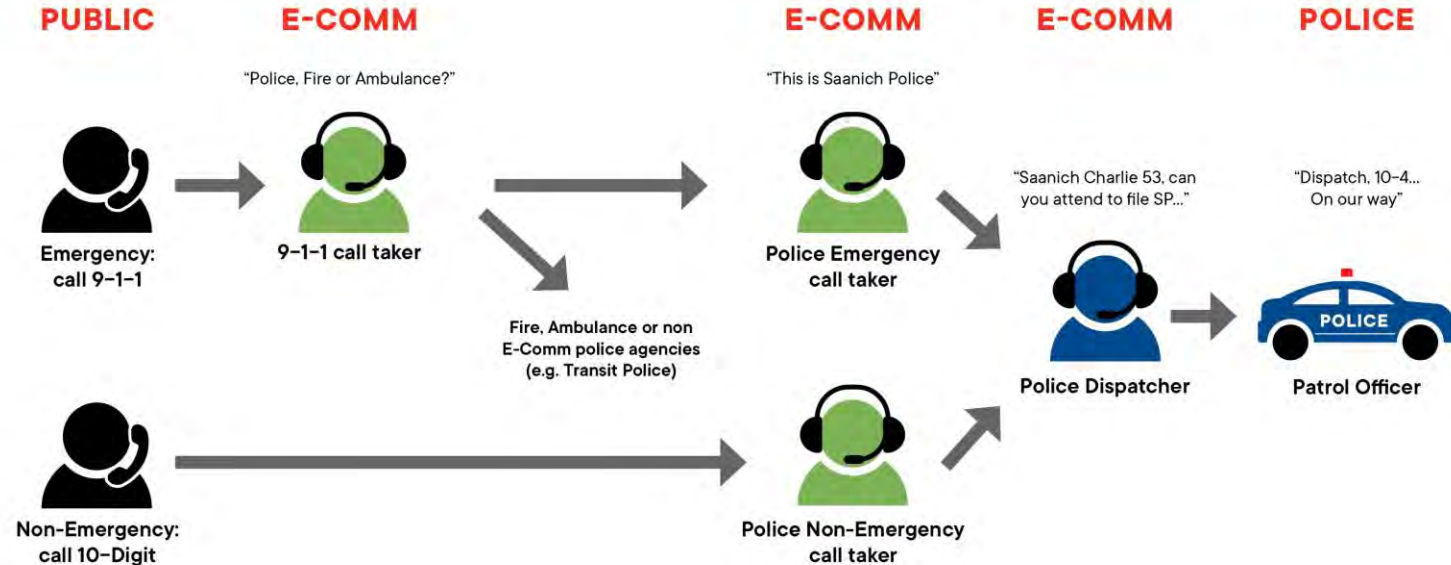 PUBLIC
E-COMM
E-COMM
E-COMM
POLICE
“Police, Fire or Ambulance?”
“This is Saanich Police”
“Saanich Charlie 53, can
you attend to file SP...”
“Dispatch, 10-4...
On our way”
Emergency:
call 9-1-1
9-1-1 call taker
Police Emergency
call taker
Fire, Ambulance or non
E-Comm police agencies
(e.g. Transit Police)
POLICE
Police Dispatcher
Patrol Officer
Non-Emergency:
call 10-Digit
Police Non-Emergency
call taker